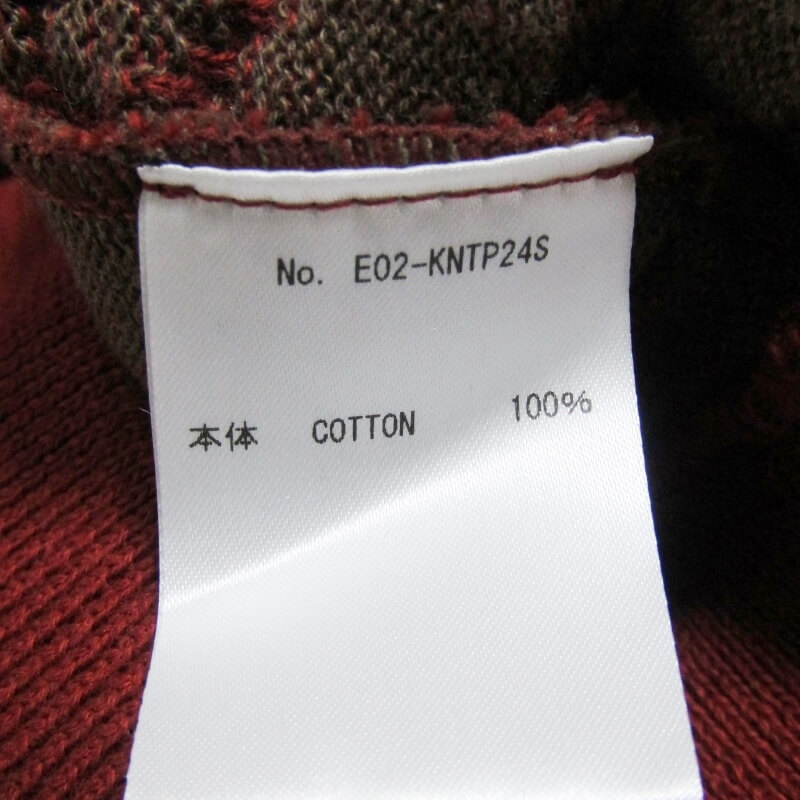 No. E02-KNTP24S
本体 COTTON 100%